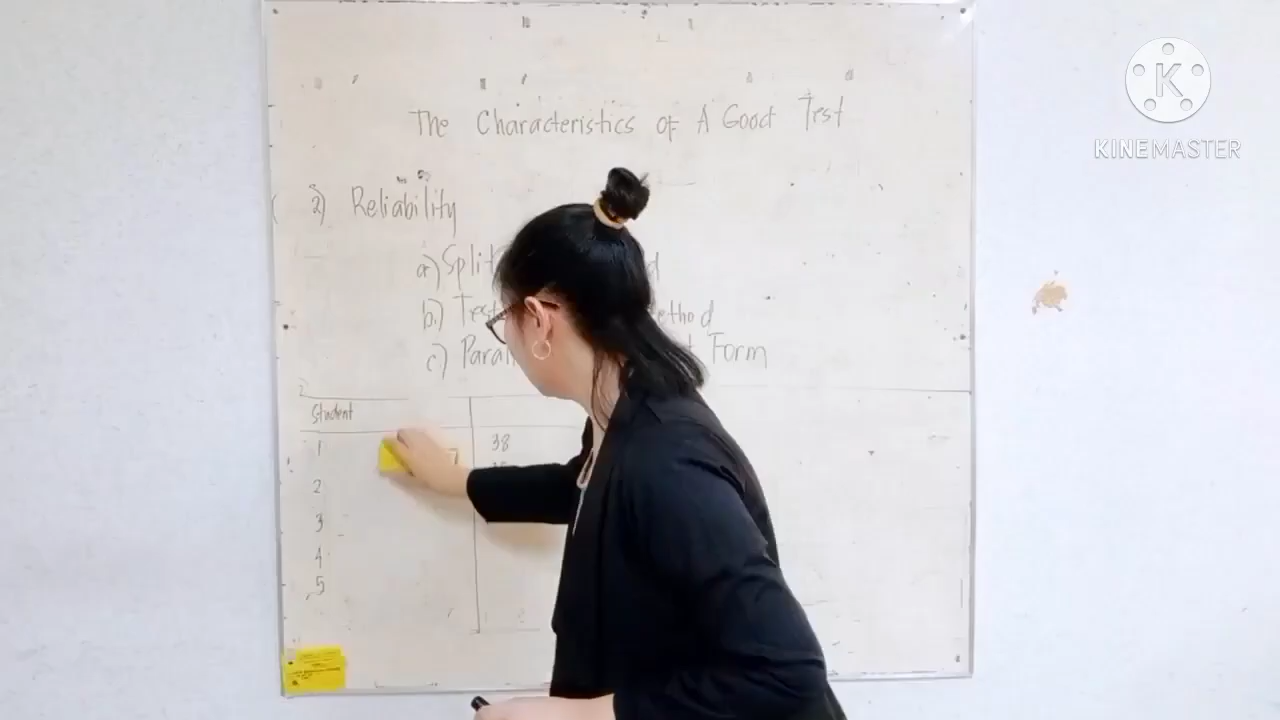 The Characteristics of A Good Test
K
KINEMASTER
2) Reliability
a) Split
b.) Test ethod
c) Paral Form
Student
1 38
2
3
4
5